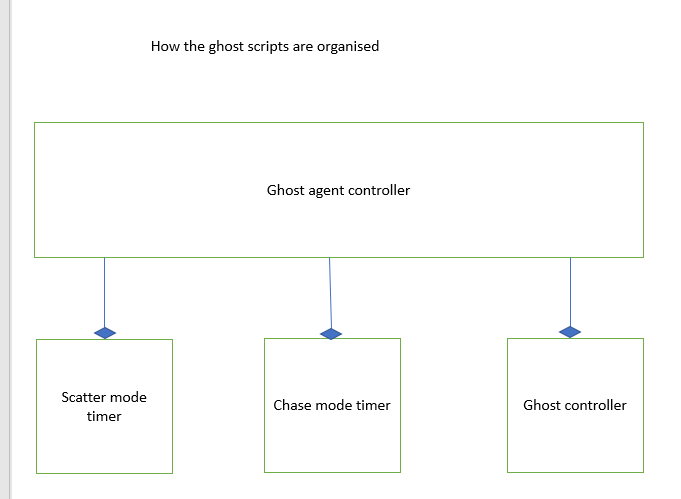 How the ghost scripts are organised
Ghost agent controller
Scatter mode
timer
Chase mode timer
Ghost controller